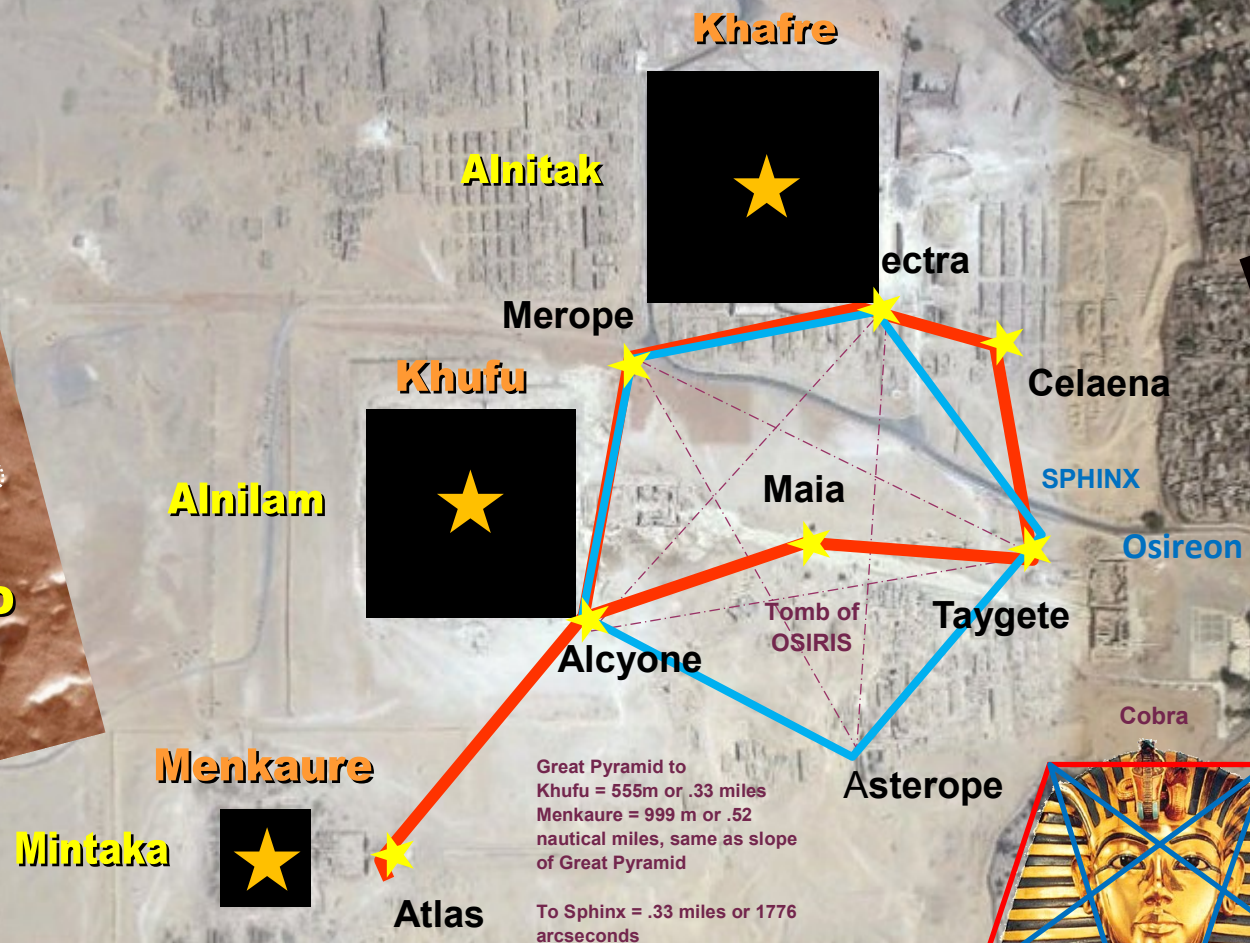 Khafre
Alnitak
ectra
Merope
Khufu
Celaena
SPHINX
Maia
Alnilam
Osireon
Tomb of
OSIRIS
Taygete
Alcyone
Cobra
Menkaure
Great Pyramid to
Khufu = 555m or .33 miles
Menkaure = 999 m or .52
nautical miles, same as slope
of Great Pyramid
Asterope
Mintaka
Atlas
To Sphinx = .33 miles or 1776
arcseconds